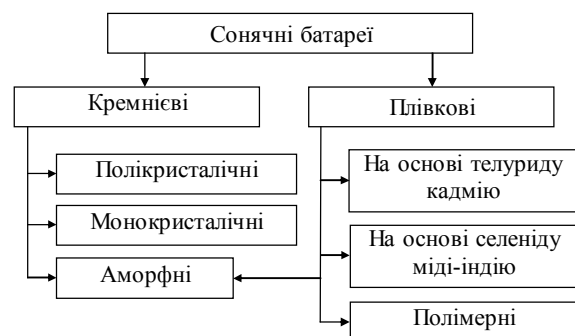 Сонячні батареї
Кремнієві
Плівкові
Полікристалічні
Монокристалічні
Аморфні
На основі телуриду
кадмію
На основі селеніду
міді-індію
Полімерні